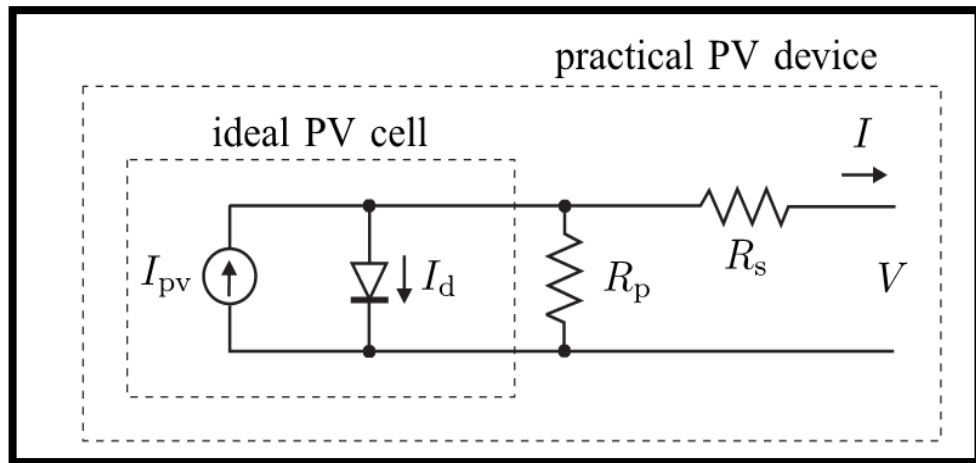 practical PV device
ideal PV cell
I
I_pv
I_d
R_p
R_s
V